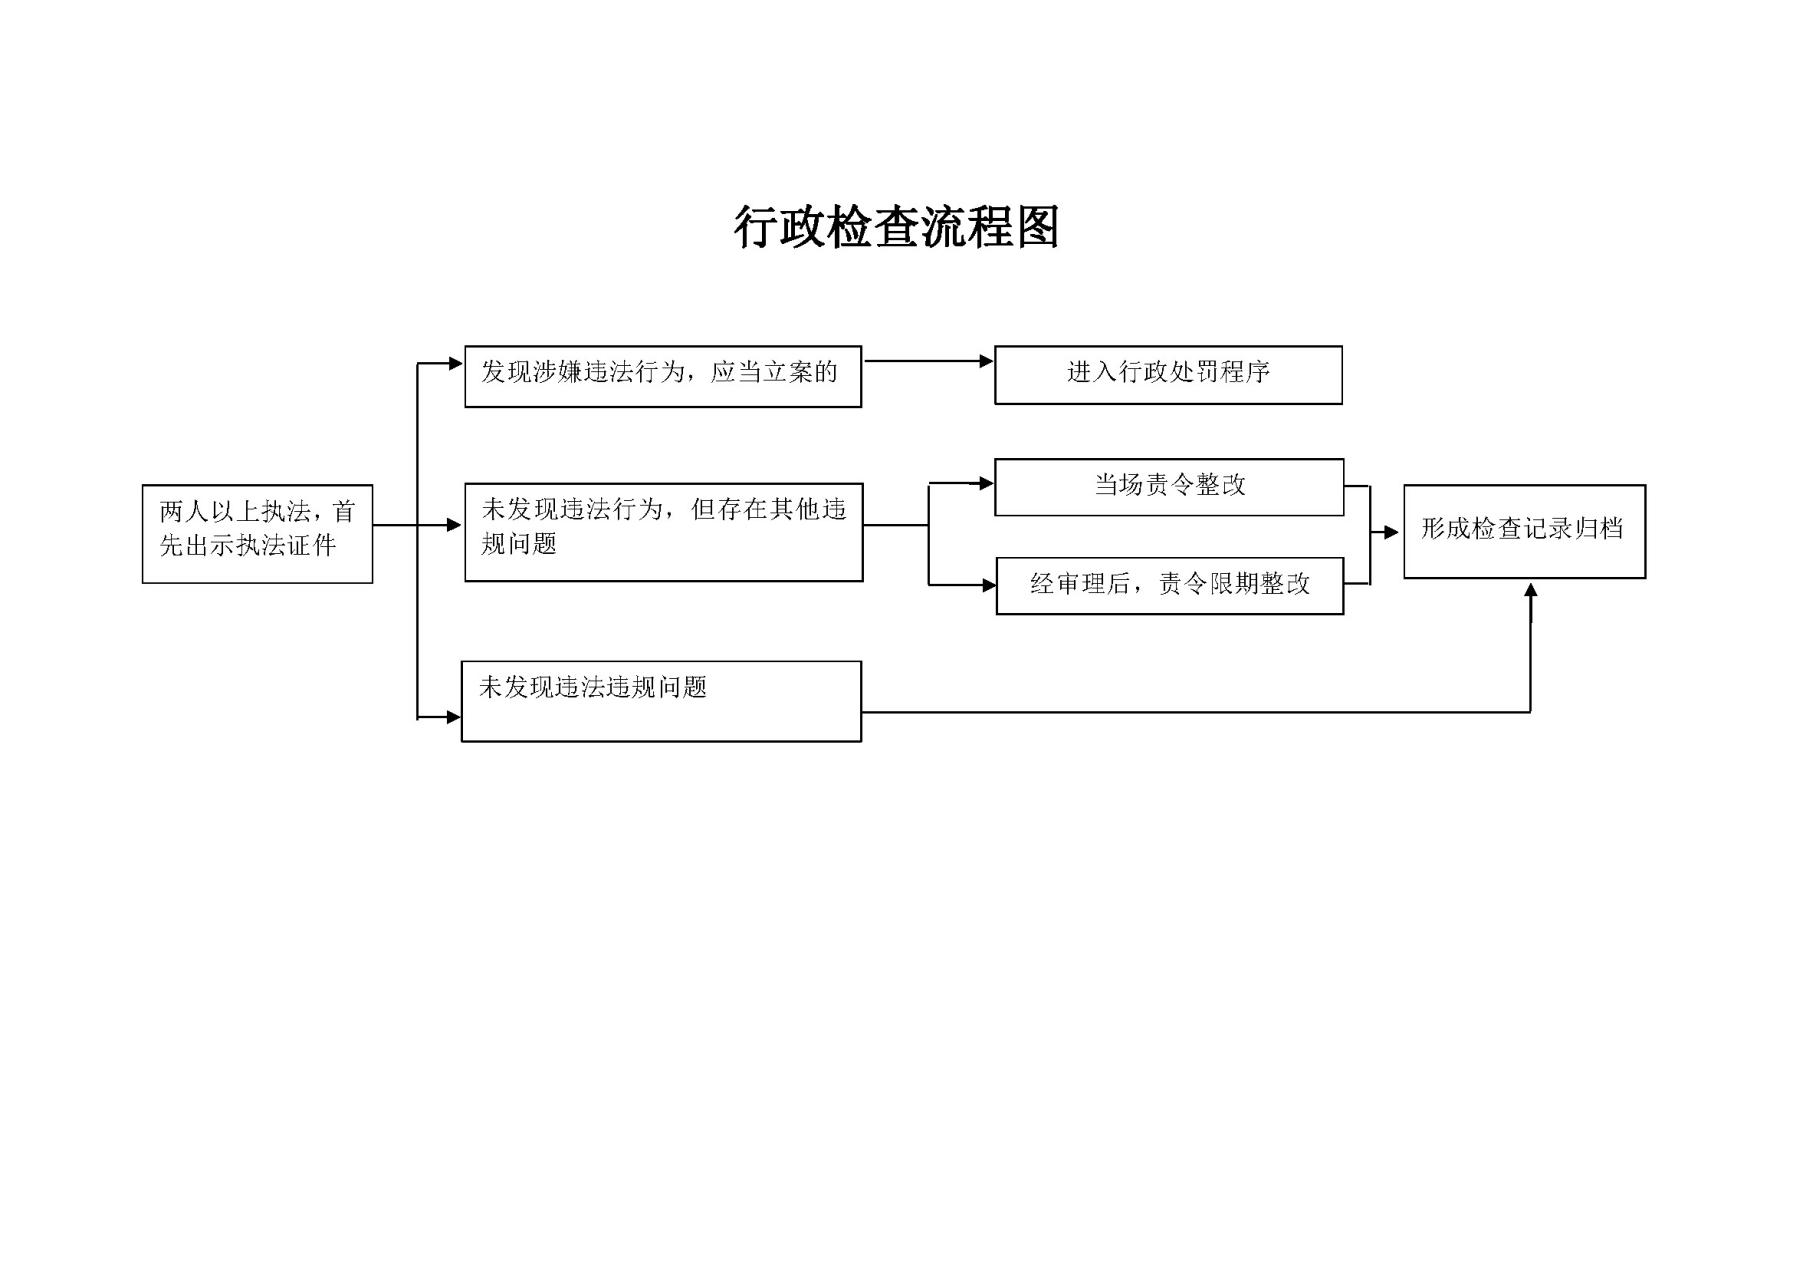 行政检查流程图
发现涉嫌违法行为，应当立案的
进入行政处罚程序
两人以上执法，首
先出示执法证件
未发现违法行为，但存在其他违
规问题
当场责令整改
经审理后，责令限期整改
形成检查记录归档
未发现违法违规问题